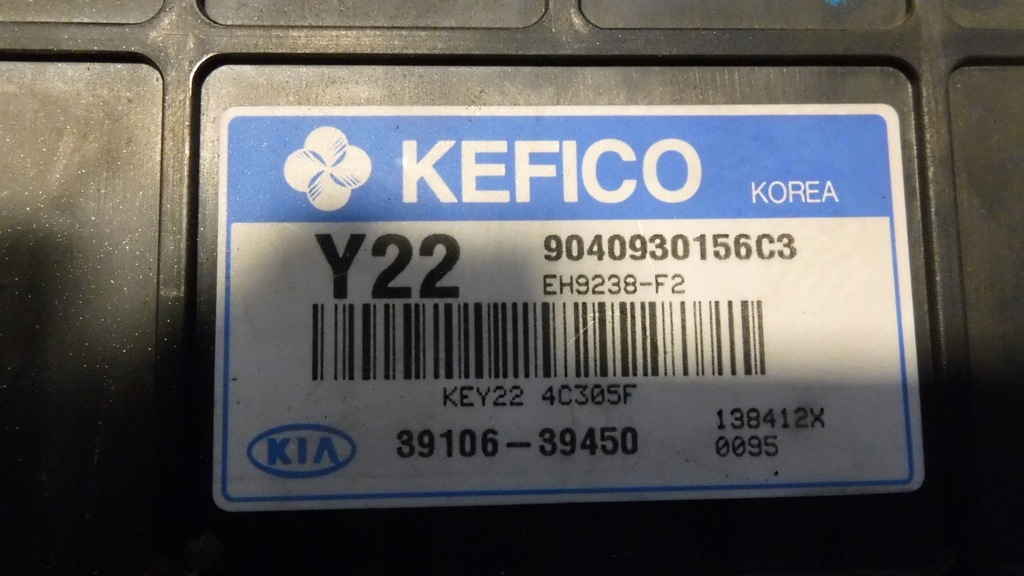 KEFICO KOREA
Y22 9040930156C3
EH9238-F2
KEY22 4C305F
KIA 39106-39450 138412X
0095